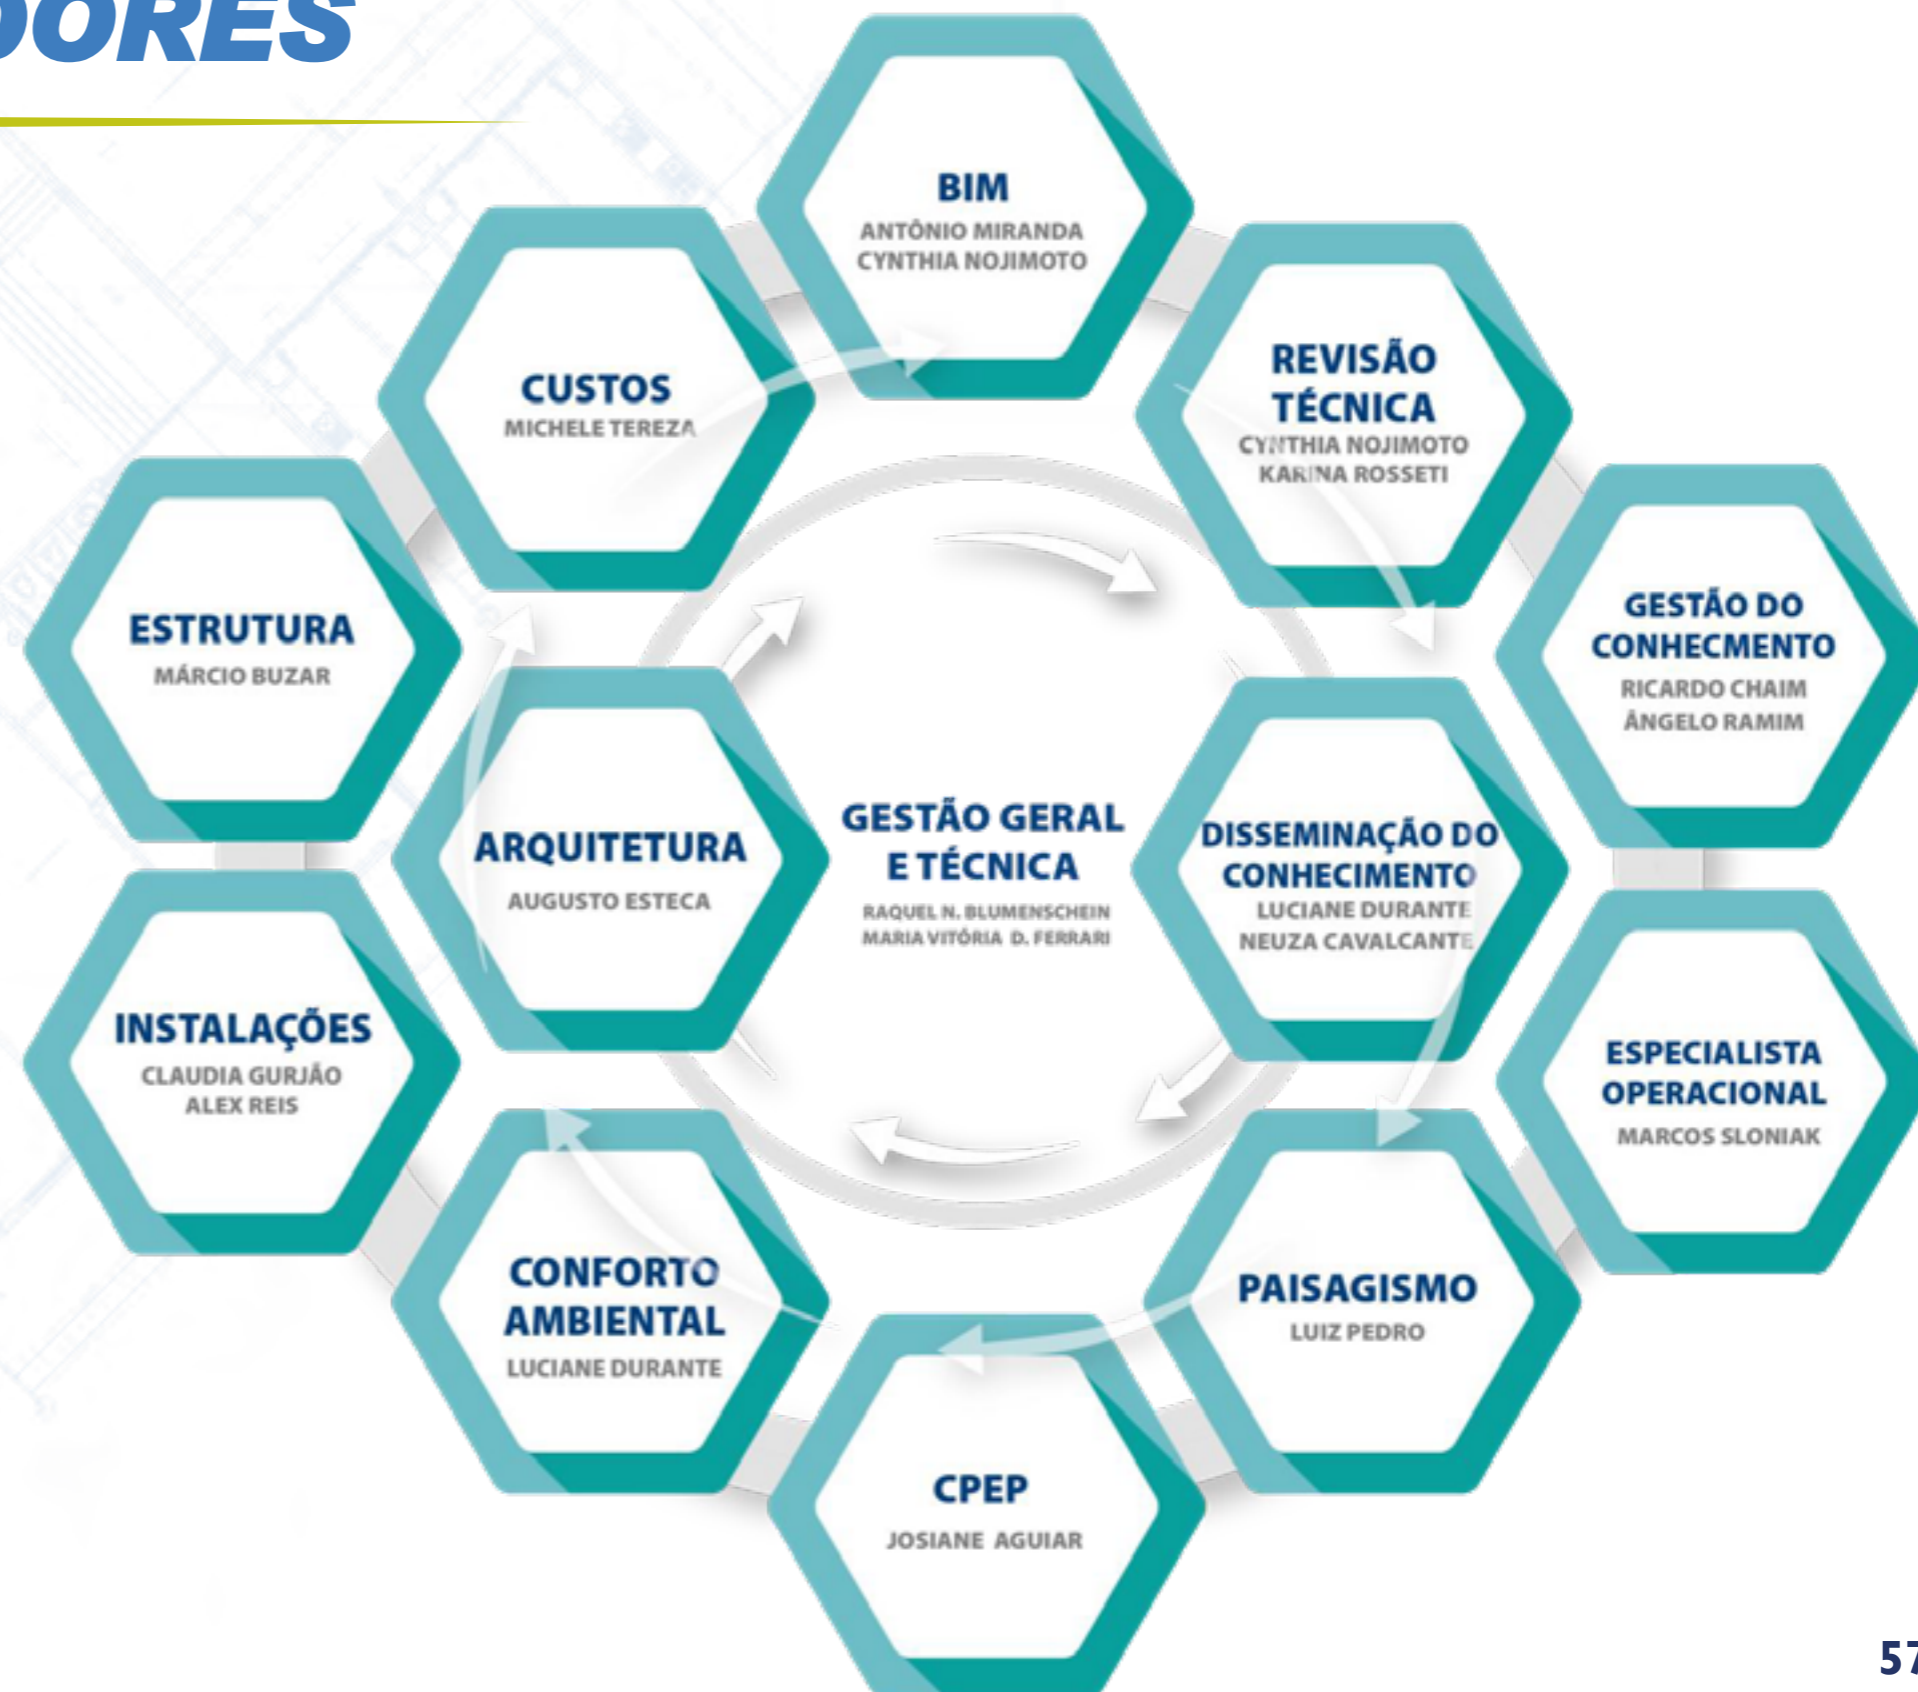 DORES
BIM
ANTÔNIO MIRANDA
CYNTHIA NOJIMOTO
REVISÃO
TÉCNICA
CYNTHIA NOJIMOTO
KARINA ROSSETI
CUSTOS
MICHELE TEREZA
GESTÃO DO
CONHECMENTO
RICARDO CHAIM
ÂNGELO RAMIM
ESTRUTURA
MÁRCIO BUZAR
ARQUITETURA
AUGUSTO ESTECA
GESTÃO GERAL
E TÉCNICA
RAQUEL N. BLUMENSCHEIN
MARIA VITÓRIA D. FERRARI
DISSEMINAÇÃO DO
CONHECIMENTO
LUCIANE DURANTE
NEUZA CAVALCANTE
INSTALAÇÕES
CLAUDIA GURJÃO
ALEX REIS
ESPECIALISTA
OPERACIONAL
MARCOS SLONIAK
CONFORTO
AMBIENTAL
LUCIANE DURANTE
PAISAGISMO
LUIZ PEDRO
CPEP
JOSIANE AGUIAR
57